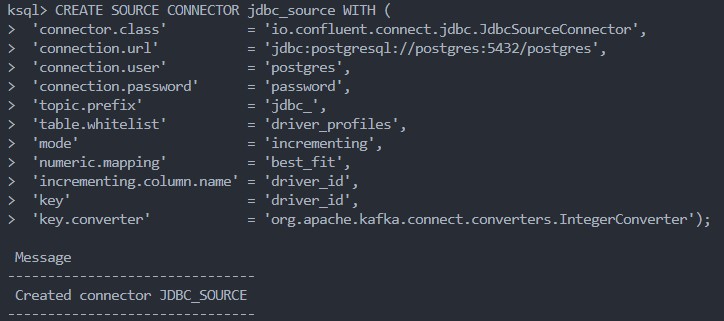 ksql> CREATE SOURCE CONNECTOR jdbc_source WITH (
>  'connector.class'          = 'io.confluent.connect.jdbc.JdbcSourceConnector',
>  'connection.url'           = 'jdbc:postgresql://postgres:5432/postgres',
>  'connection.user'          = 'postgres',
>  'connection.password'      = 'password',
>  'topic.prefix'             = 'jdbc_',
>  'table.whitelist'          = 'driver_profiles',
>  'mode'                     = 'incrementing',
>  'numeric.mapping'          = 'best_fit',
>  'incrementing.column.name' = 'driver_id',
>  'key'                      = 'driver_id',
>  'key.converter'            = 'org.apache.kafka.connect.converters.IntegerConverter');
 Message
-------------------------------
 Created connector JDBC_SOURCE
-------------------------------